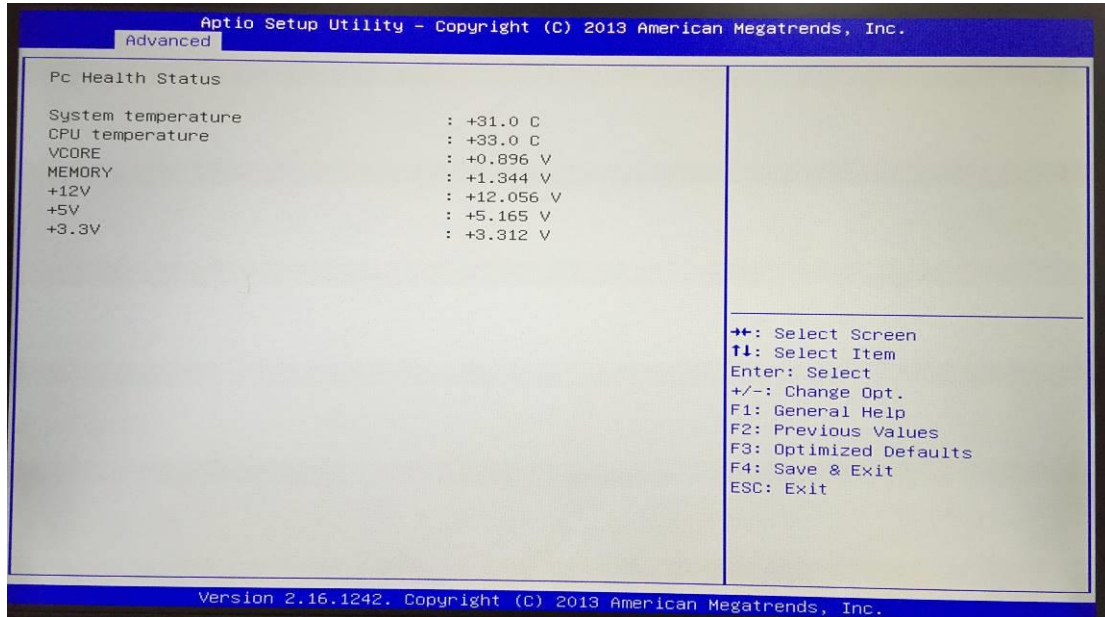 Aptio Setup Utility – Copyright (C) 2013 American Megatrends, Inc.
Advanced
Pc Health Status
System temperature : +31.0 C
CPU temperature : +33.0 C
VCORE : +0.896 V
MEMORY : +1.344 V
+12V : +12.056 V
+5V : +5.165 V
+3.3V : +3.312 V
→←: Select Screen
↑↓: Select Item
Enter: Select
+/-: Change Opt.
F1: General Help
F2: Previous Values
F3: Optimized Defaults
F4: Save & Exit
ESC: Exit
Version 2.16.1242. Copyright (C) 2013 American Megatrends, Inc.